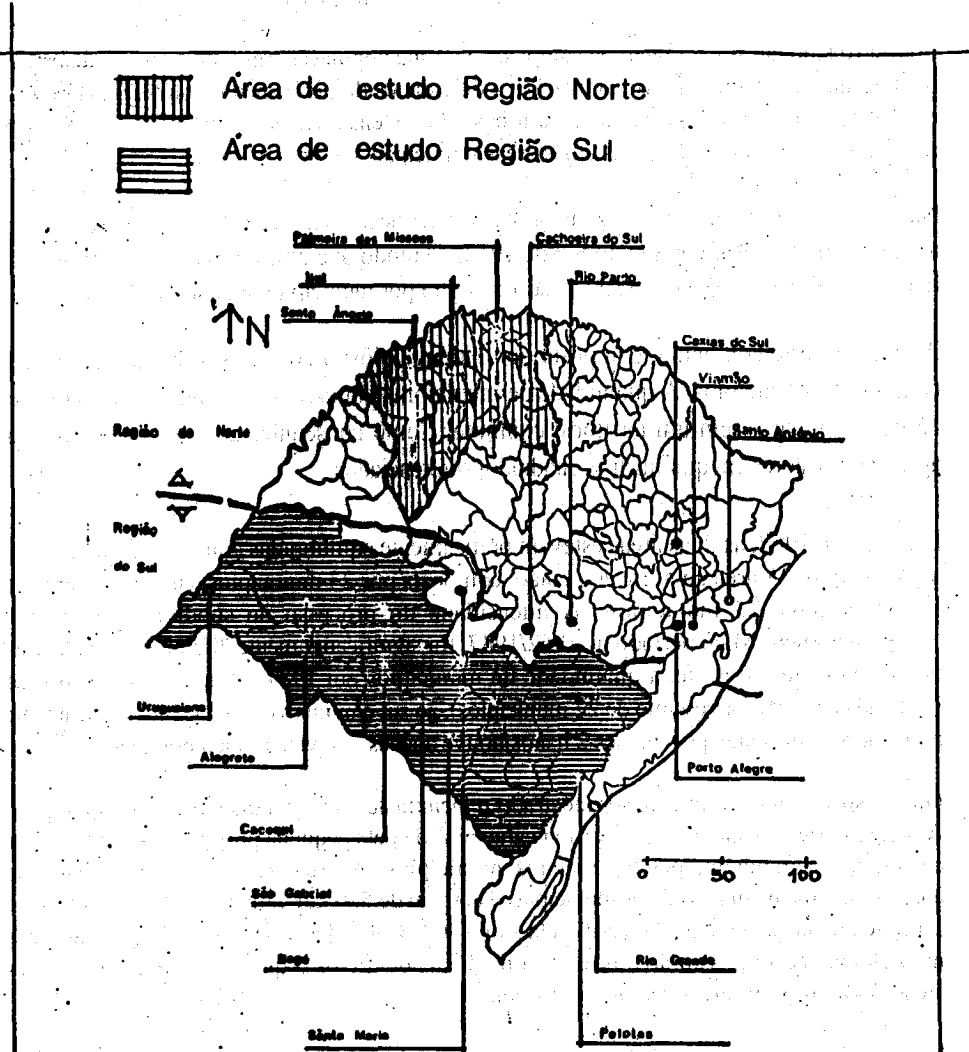 Área de estudo Região Norte
Área de estudo Região Sul
Palmeira das Missoes
Cachoeira do Sul
Rio Pardo
Santo Ângelo
N
Caxias do Sul
Viamão
Santo Antônio
Região do Norte
Região
do Sul
Uruguaiana
Alegrete
Porto Alegre
Cacequi
0 50 100
São Gabriel
Bagé
Rio Grande
Santa Maria
Pelotas